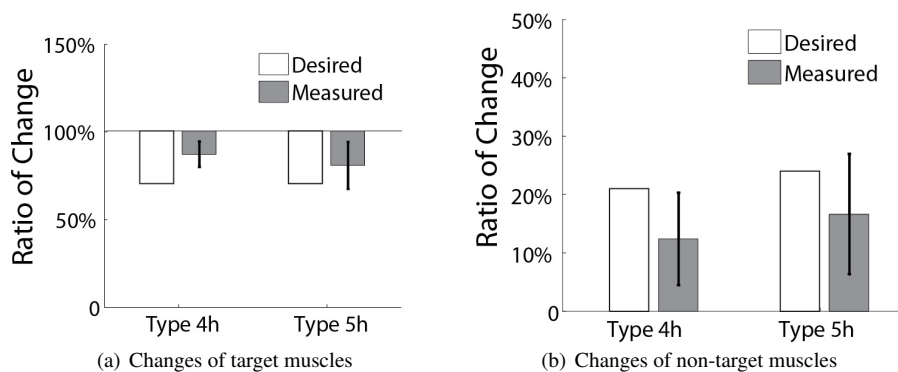 150%
100%
50%
0
Ratio of Change
Desired
Measured
Type 4h
Type 5h
(a) Changes of target muscles
50%
40%
30%
20%
10%
0
Ratio of Change
Desired
Measured
Type 4h
Type 5h
(b) Changes of non-target muscles